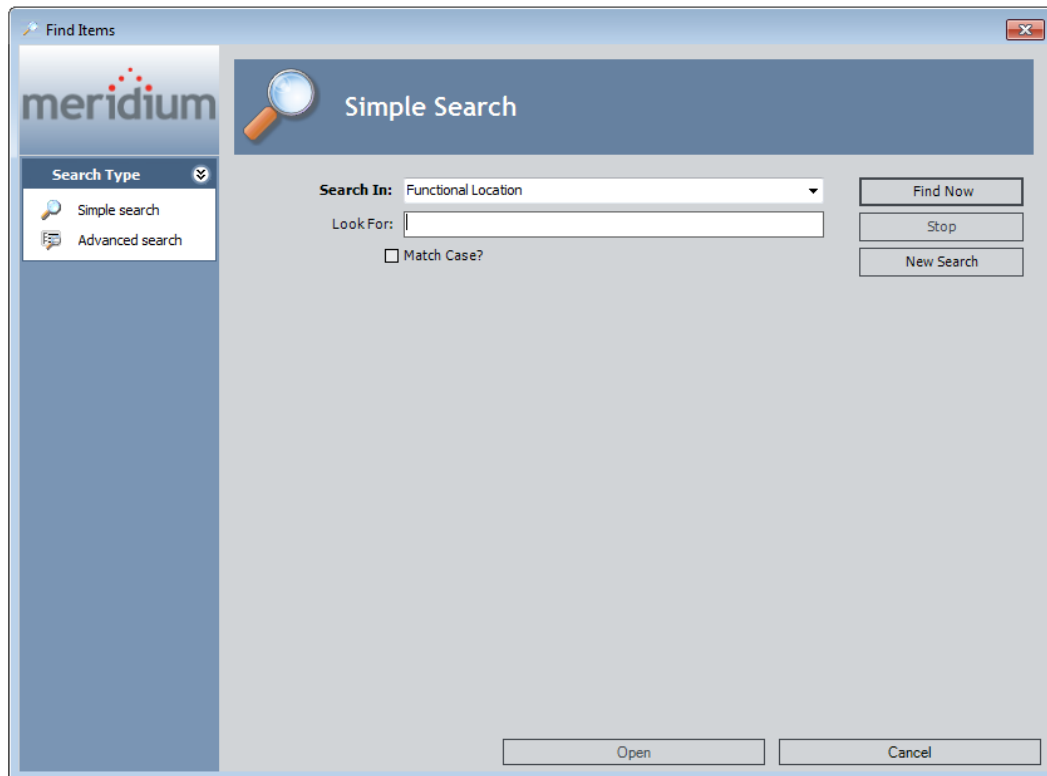 Find Items
meridium
Simple Search
Search Type
Simple search
Advanced search
Search In: Functional Location
Find Now
Look For:
Stop
Match Case?
New Search
Open
Cancel